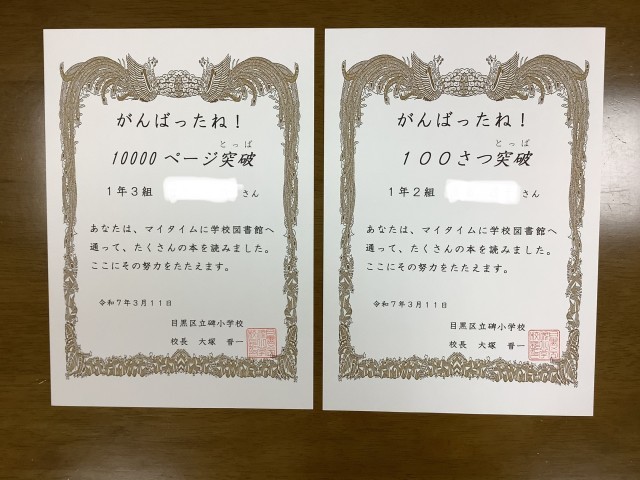 がんばったね！
とっぱ
10000ページ突破
1年3組 さん
あなたは、マイタイムに学校図書館へ
通って、たくさんの本を読みました。
ここにその努力をたたえます。
令和7年3月11日
目黒区立碑小学校
校長 大塚 晋一
がんばったね！
とっぱ
１００さつ突破
1年2組 さん
あなたは、マイタイムに学校図書館へ
通って、たくさんの本を読みました。
ここにその努力をたたえます。
令和7年3月11日
目黒区立碑小学校
校長 大塚 晋一